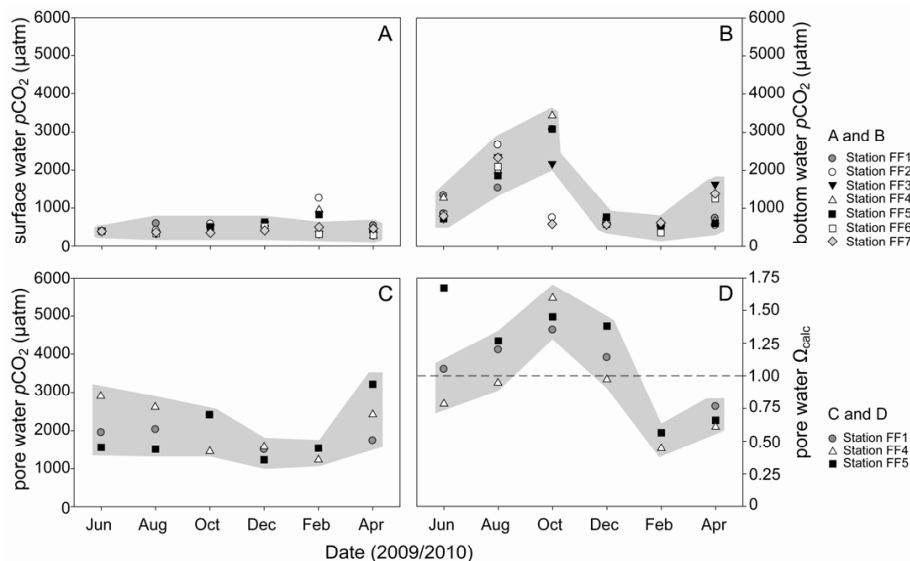 A
surface water pCO₂ (µatm)
6000
5000
4000
3000
2000
1000
0
B
6000
5000
4000
3000
2000
1000
0
bottom water pCO₂ (µatm)
A and B
Station FF1
Station FF2
Station FF3
Station FF4
Station FF5
Station FF6
Station FF7
C
pore water pCO₂ (µatm)
6000
5000
4000
3000
2000
1000
0
Jun Aug Oct Dec Feb Apr
D
1.75
1.50
1.25
1.00
0.75
0.50
0.25
0
pore water Ωcalc
Jun Aug Oct Dec Feb Apr
C and D
Station FF1
Station FF4
Station FF5
Date (2009/2010)